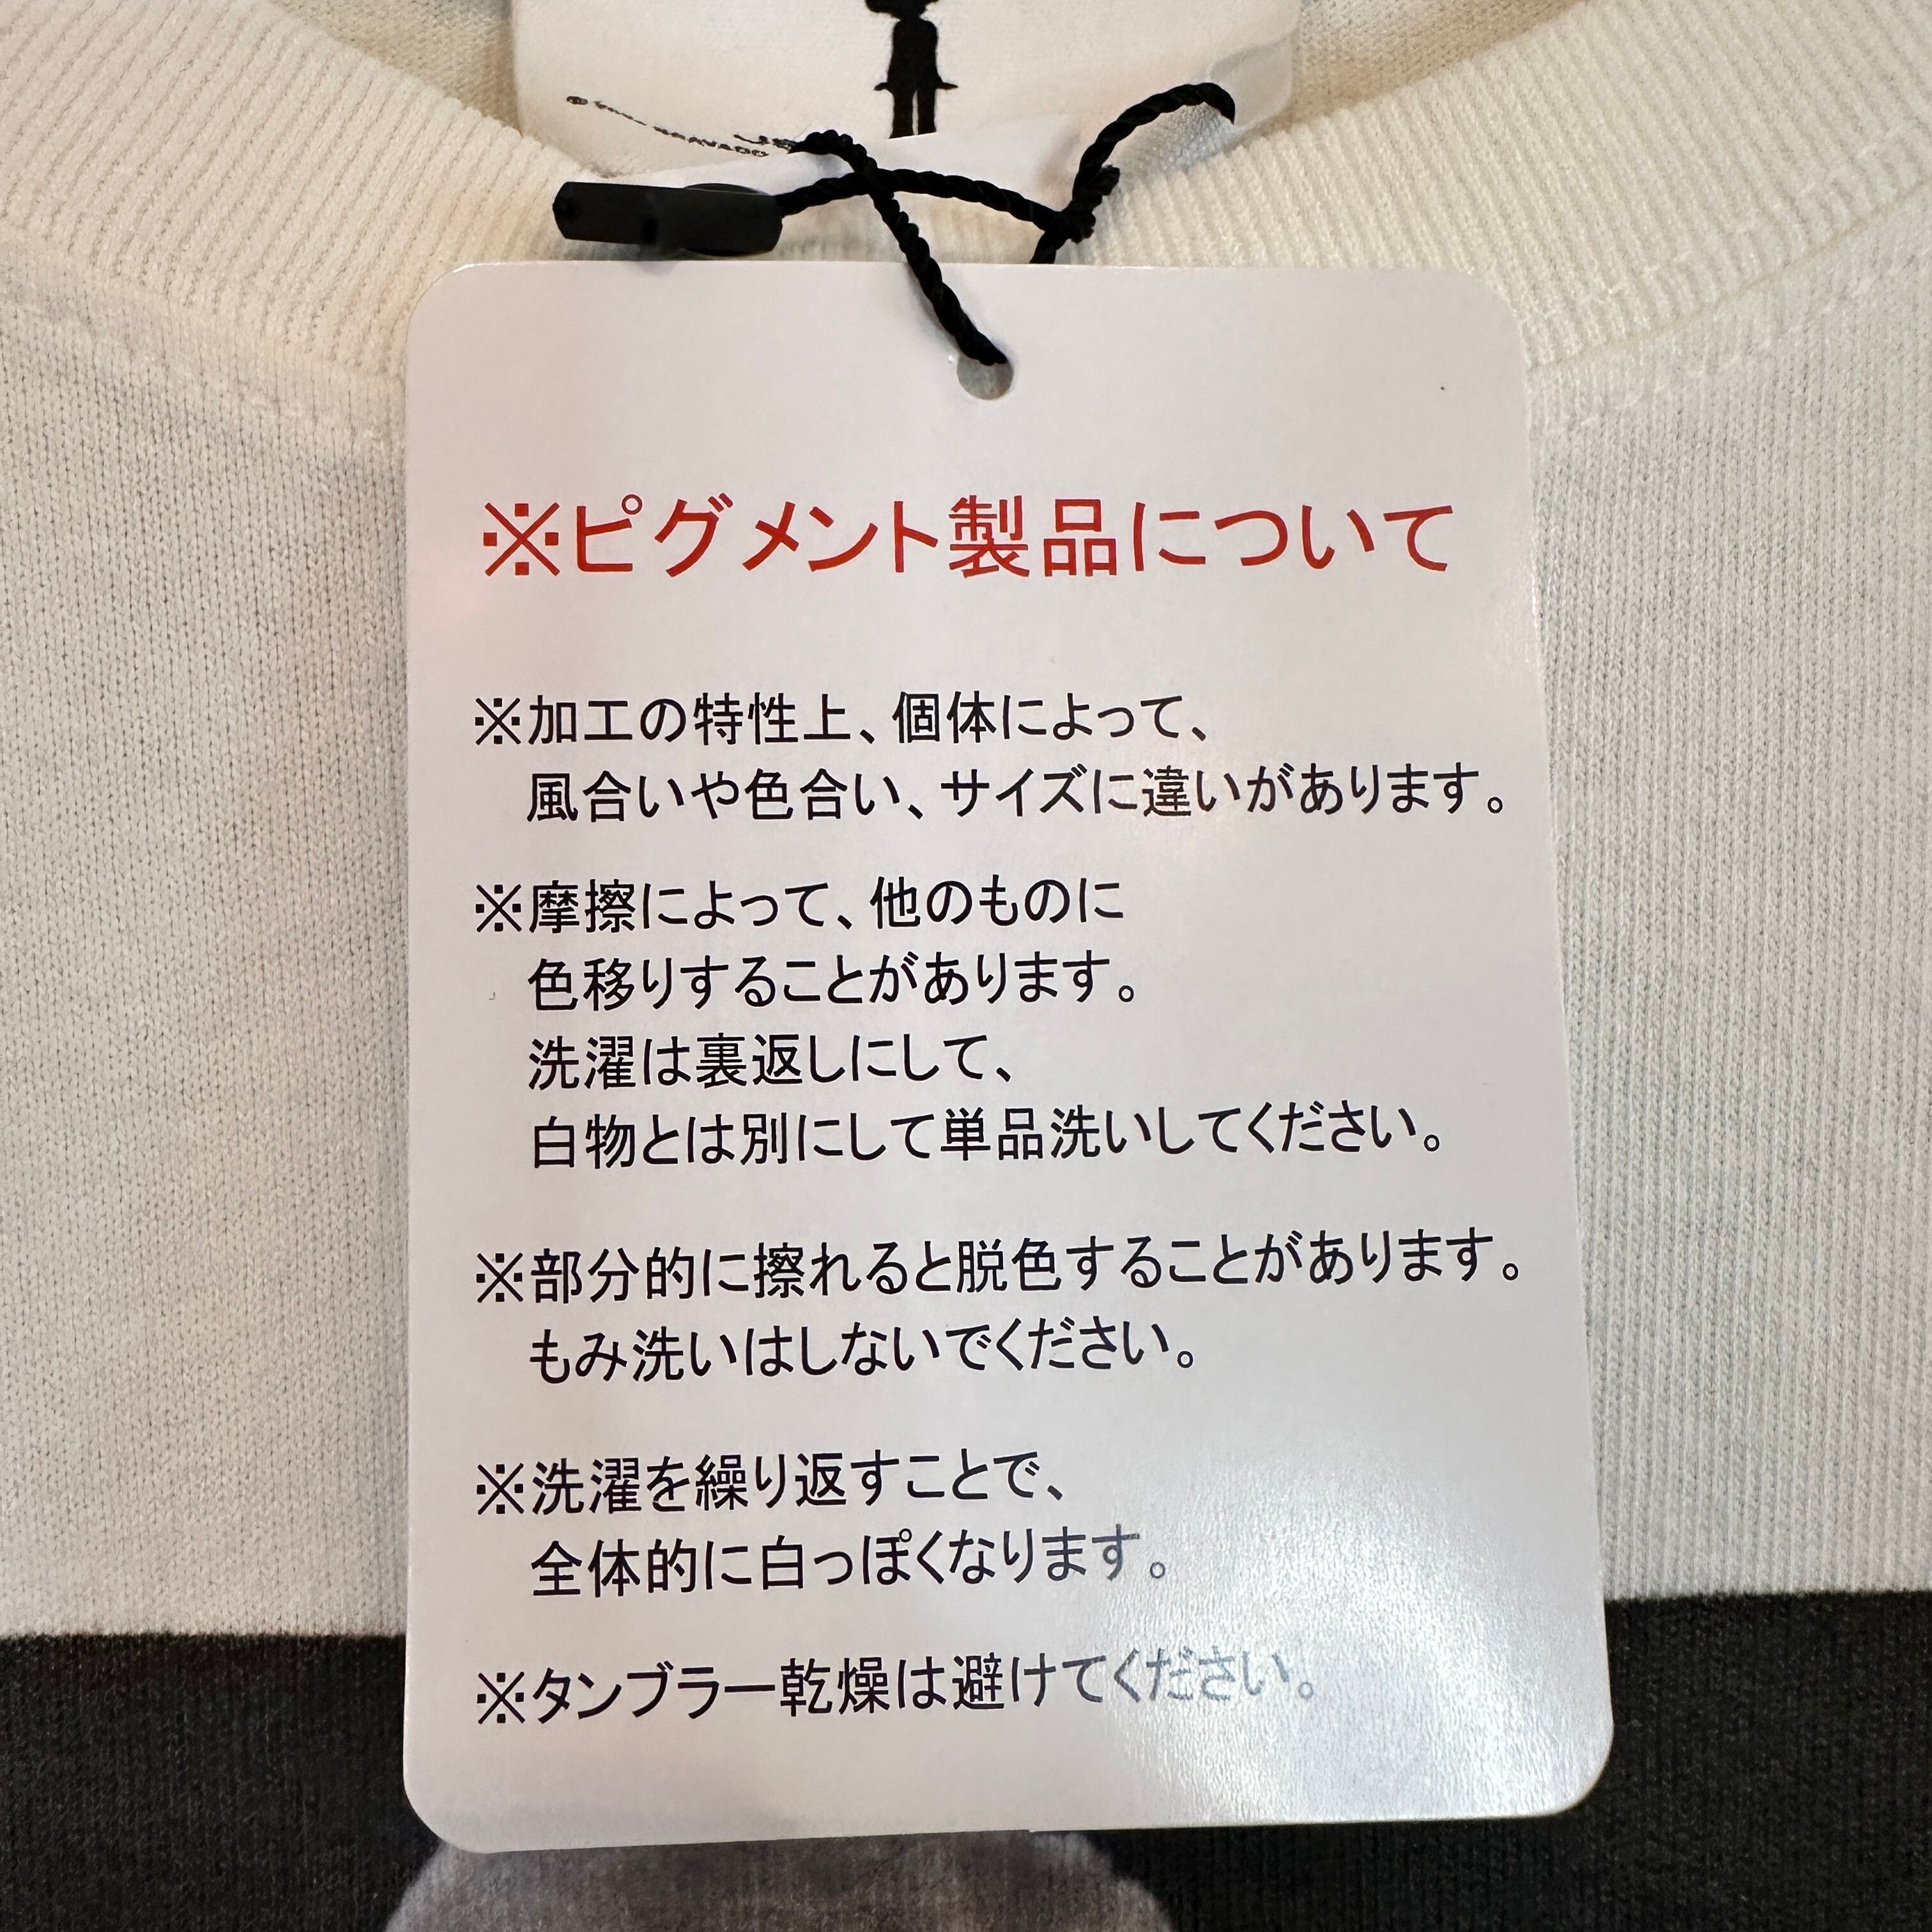 BRAVADO
※ピグメント製品について
※加工の特性上、個体によって、
風合いや色合い、サイズに違いがあります。
※摩擦によって、他のものに
色移りすることがあります。
洗濯は裏返しにして、
白物とは別にして単品洗いしてください。
※部分的に擦れると脱色することがあります。
もみ洗いはしないでください。
※洗濯を繰り返すことで、
全体的に白っぽくなります。
※タンブラー乾燥は避けてください。